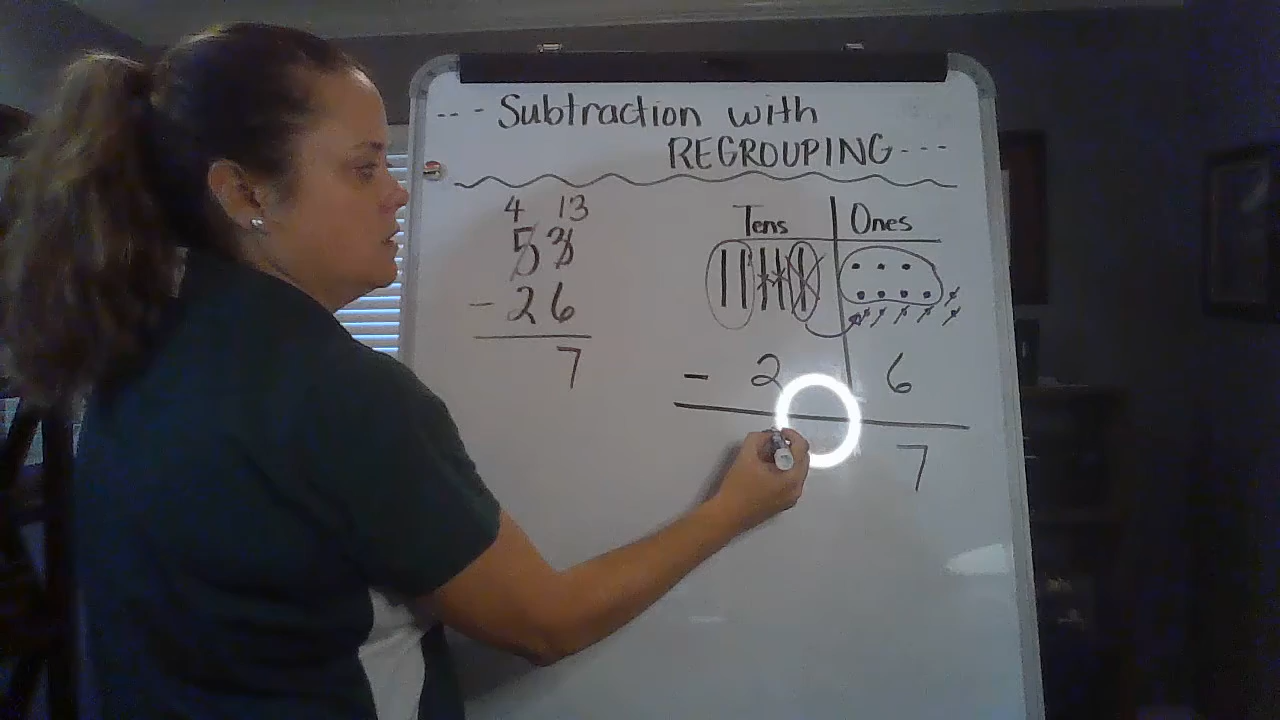 --- Subtraction with
REGROUPING ---
4 13
53
- 26
7
Tens Ones
- 2 6
7